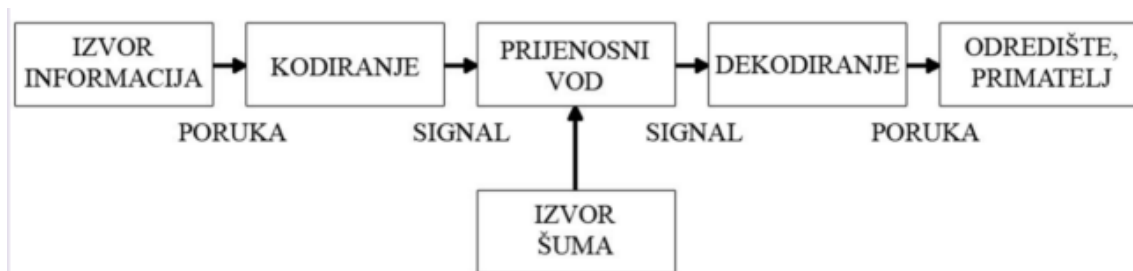 IZVOR
INFORMACIJA
KODIRANJE
PRIJENOSNI
VOD
DEKODIRANJE
ODREDIŠTE,
PRIMATELJ
PORUKA
SIGNAL
SIGNAL
PORUKA
IZVOR
ŠUMA